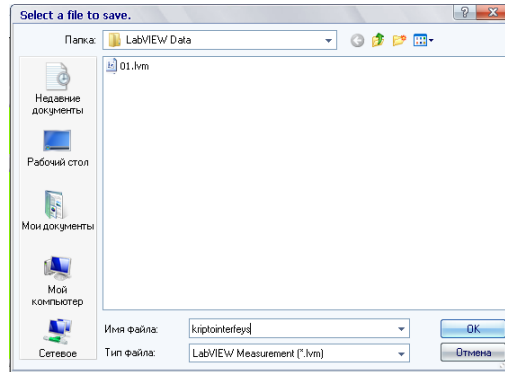 Select a file to save.
Папка: LabVIEW Data
01.lvm
Недавние
документы
Рабочий стол
Мои документы
Мой
компьютер
Сетевое
Имя файла: kriptointerfeys OK
Тип файла: LabVIEW Measurement (*.lvm) Отмена